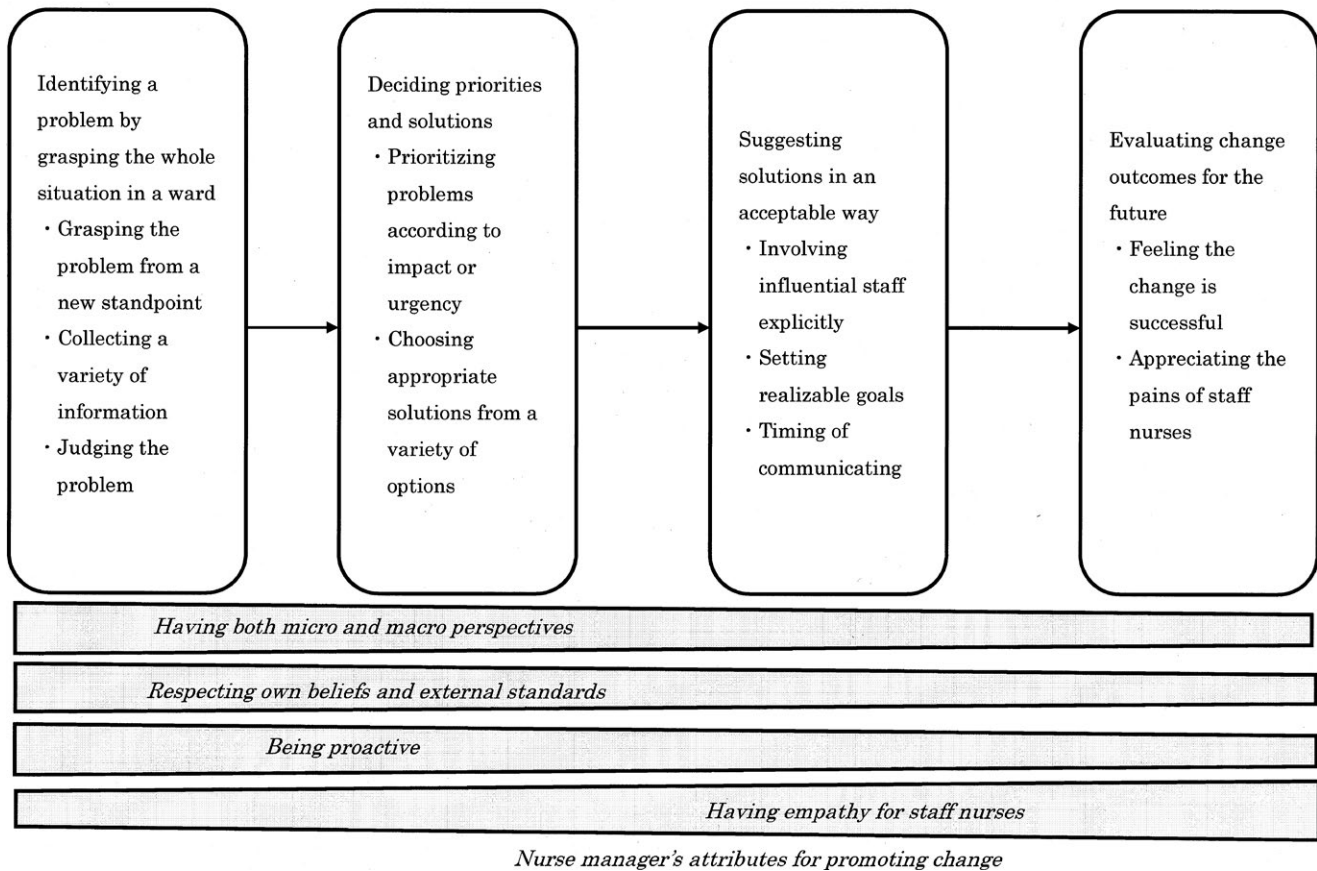 Identifying a
problem by
grasping the whole
situation in a ward
・Grasping the
problem from a
new standpoint
・Collecting a
variety of
information
・Judging the
problem
Deciding priorities
and solutions
・Prioritizing
problems
according to
impact or
urgency
・Choosing
appropriate
solutions from a
variety of
options
Suggesting
solutions in an
acceptable way
・Involving
influential staff
explicitly
・Setting
realizable goals
・Timing of
communicating
Evaluating change
outcomes for the
future
・Feeling the
change is
successful
・Appreciating the
pains of staff
nurses
Having both micro and macro perspectives
Respecting own beliefs and external standards
Being proactive
Having empathy for staff nurses
Nurse manager's attributes for promoting change